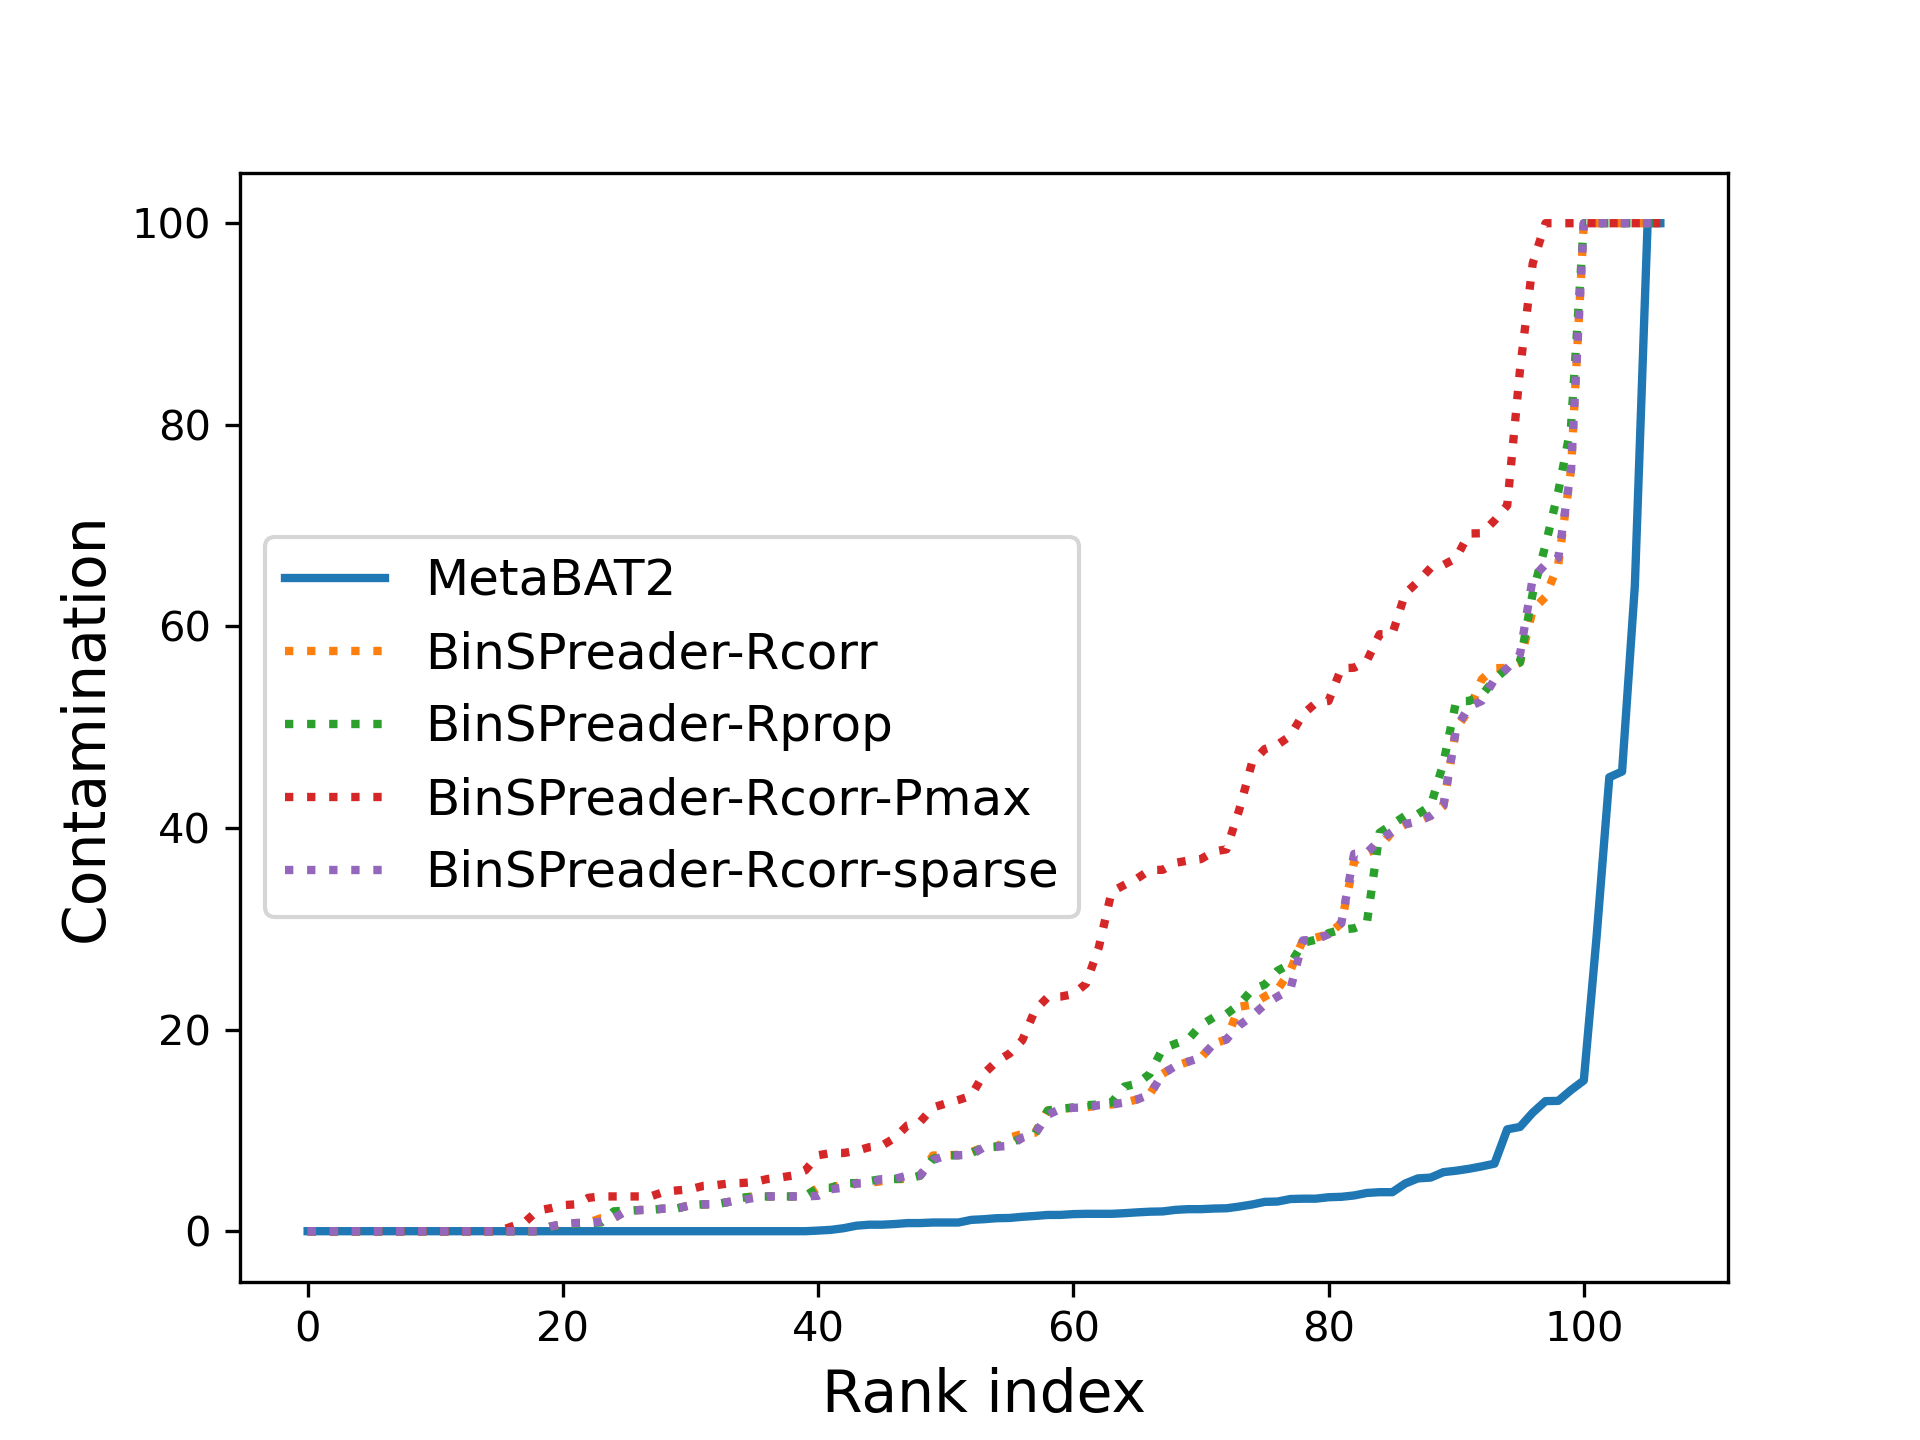 100
80
60
40
20
0
Contamination
MetaBAT2
BinSPreader-Rcorr
BinSPreader-Rprop
BinSPreader-Rcorr-Pmax
BinSPreader-Rcorr-sparse
0 20 40 60 80 100
Rank index